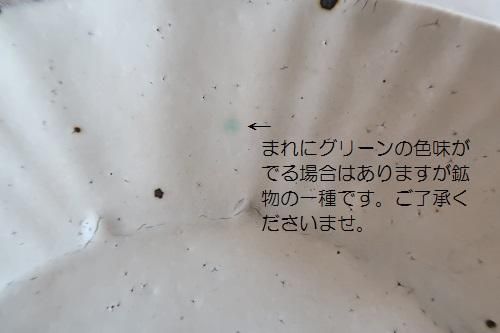 ←
まれにグリーンの色味が
でる場合はありますが鉱
物の一種です。ご了承く
ださいませ。